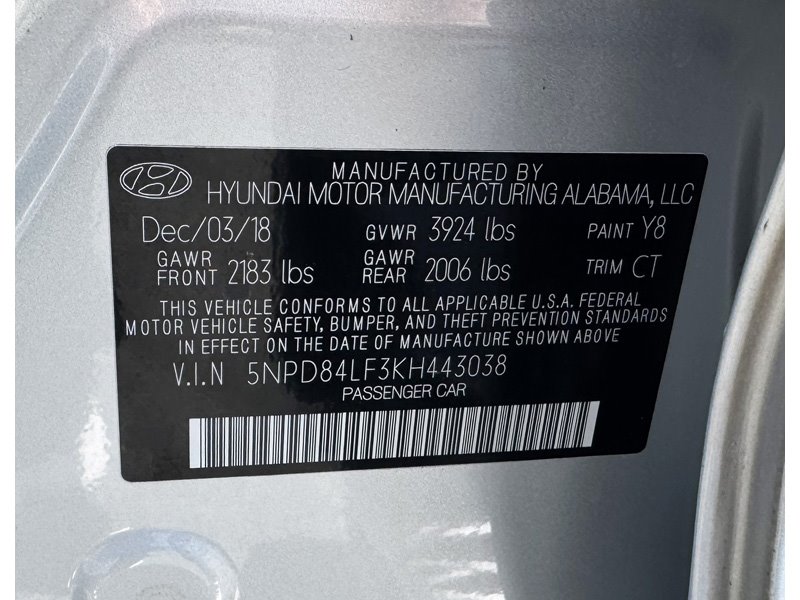 MANUFACTURED BY
HYUNDAI MOTOR MANUFACTURING ALABAMA, LLC
Dec/03/18 GVWR 3924 lbs PAINT Y8
GAWR FRONT 2183 lbs GAWR REAR 2006 lbs TRIM CT
THIS VEHICLE CONFORMS TO ALL APPLICABLE U.S.A. FEDERAL
MOTOR VEHICLE SAFETY, BUMPER, AND THEFT PREVENTION STANDARDS
IN EFFECT ON THE DATE OF MANUFACTURE SHOWN ABOVE
V.I.N 5NPD84LF3KH443038
PASSENGER CAR